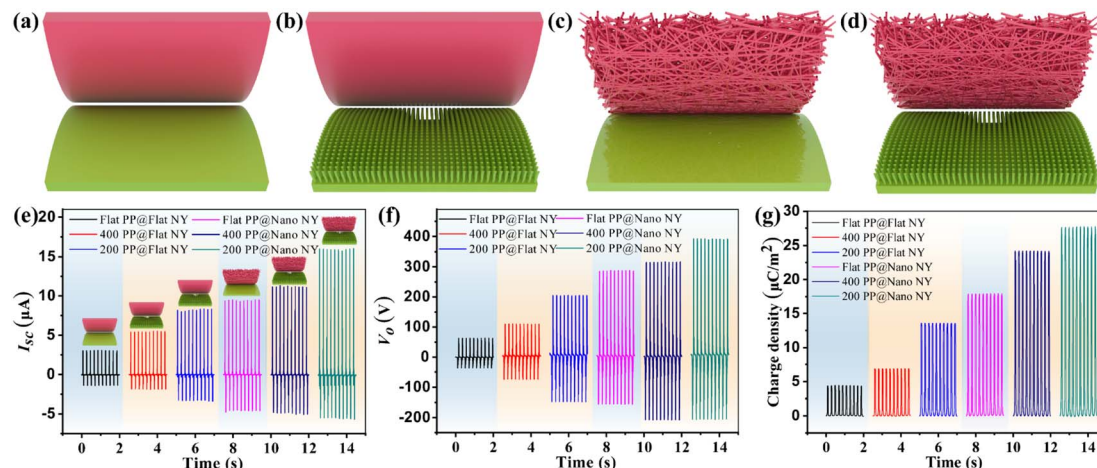 (a)
(b)
(c)
(d)
(e)
20
15
10
5
0
-5
Isc (μA)
Flat PP@Flat NY
400 PP@Flat NY
200 PP@Flat NY
Flat PP@Nano NY
400 PP@Nano NY
200 PP@Nano NY
0 2 4 6 8 10 12 14
Time (s)
(f)
400
300
200
100
0
-100
-200
Vo (V)
Flat PP@Flat NY
400 PP@Flat NY
200 PP@Flat NY
Flat PP@Nano NY
400 PP@Nano NY
200 PP@Nano NY
0 2 4 6 8 10 12 14
Time (s)
(g)
30
25
20
15
10
5
0
Charge density (μC/m²)
Flat PP@Flat NY
400 PP@Flat NY
200 PP@Flat NY
Flat PP@Nano NY
400 PP@Nano NY
200 PP@Nano NY
0 2 4 6 8 10 12 14
Time (s)